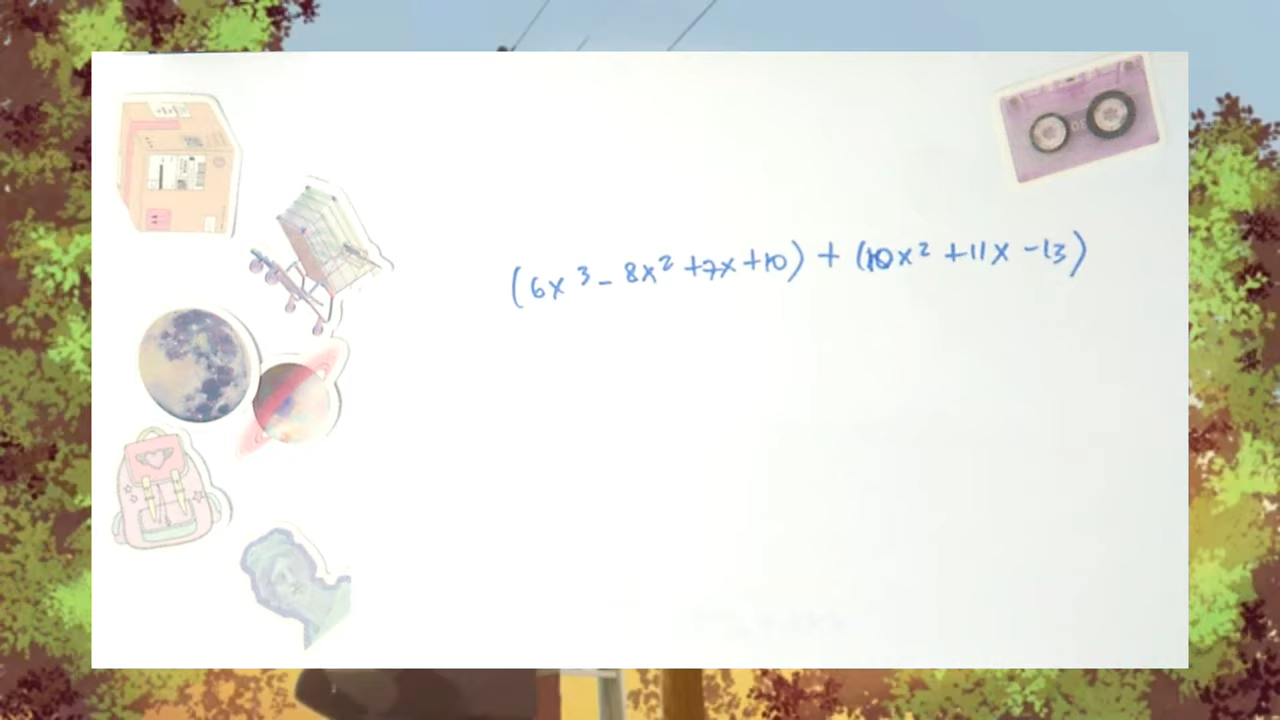 (6x³ - 8x² +7x +10) + (10x² +11x -13)